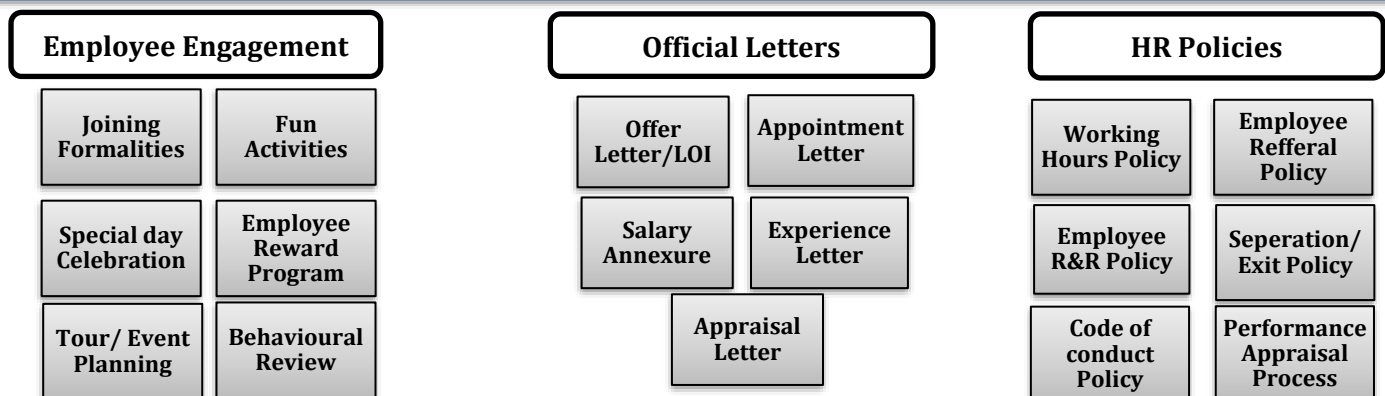 Employee Engagement
Joining
Formalities
Fun
Activities
Special day
Celebration
Employee
Reward
Program
Tour/ Event
Planning
Behavioural
Review
Official Letters
Offer
Letter/LOI
Appointment
Letter
Salary
Annexure
Experience
Letter
Appraisal
Letter
HR Policies
Working
Hours Policy
Employee
Refferal
Policy
Employee
R&R Policy
Seperation/
Exit Policy
Code of
conduct
Policy
Performance
Appraisal
Process